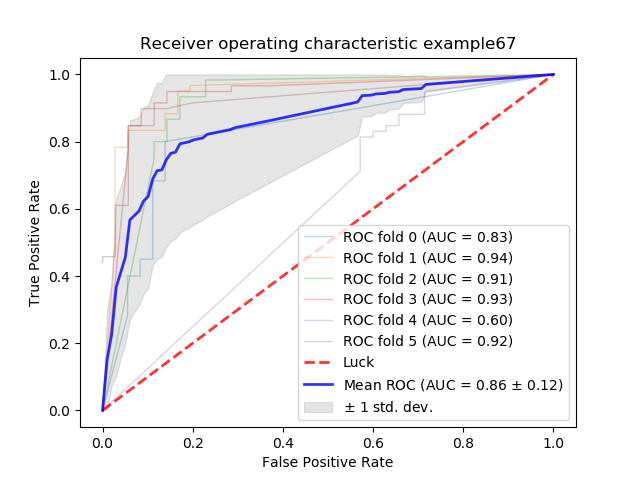 Receiver operating characteristic example67
1.0
0.8
0.6
0.4
0.2
0.0
True Positive Rate
ROC fold 0 (AUC = 0.83)
ROC fold 1 (AUC = 0.94)
ROC fold 2 (AUC = 0.91)
ROC fold 3 (AUC = 0.93)
ROC fold 4 (AUC = 0.60)
ROC fold 5 (AUC = 0.92)
Luck
Mean ROC (AUC = 0.86 ± 0.12)
± 1 std. dev.
0.0 0.2 0.4 0.6 0.8 1.0
False Positive Rate